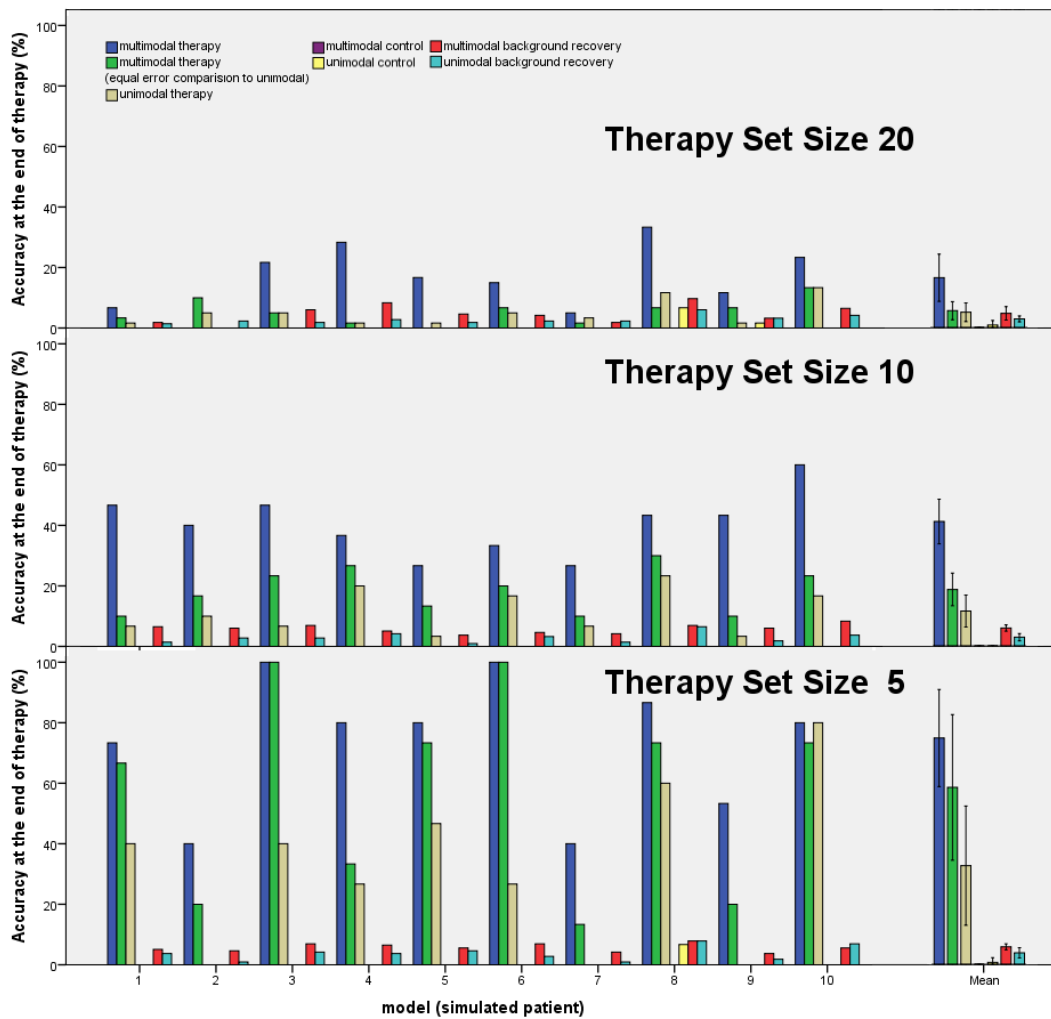 Accuracy at the end of therapy (%)
100
80
60
40
20
0
multimodal therapy
multimodal therapy
(equal error comparision to unimodal)
unimodal therapy
multimodal control
unimodal control
multimodal background recovery
unimodal background recovery
Therapy Set Size 20
Accuracy at the end of therapy (%)
100
80
60
40
20
0
Therapy Set Size 10
Accuracy at the end of therapy (%)
100
80
60
40
20
0
Therapy Set Size 5
1 2 3 4 5 6 7 8 9 10 Mean
model (simulated patient)